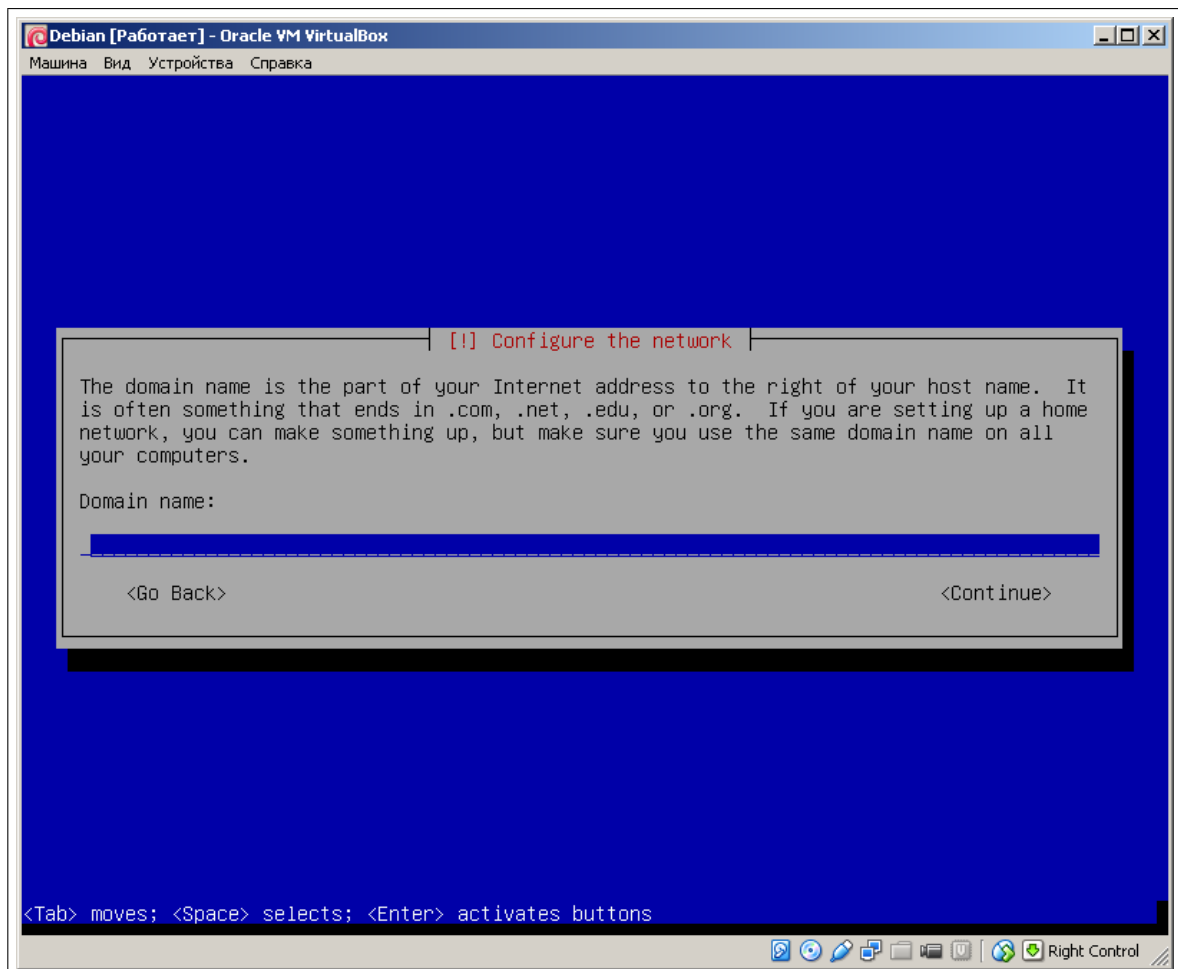 Debian [Работает] - Oracle VM VirtualBox
Машина Вид Устройства Справка
[!] Configure the network
The domain name is the part of your Internet address to the right of your host name.  It
is often something that ends in .com, .net, .edu, or .org.  If you are setting up a home
network, you can make something up, but make sure you use the same domain name on all
your computers.
Domain name:
<Go Back> <Continue>
<Tab> moves; <Space> selects; <Enter> activates buttons
Right Control